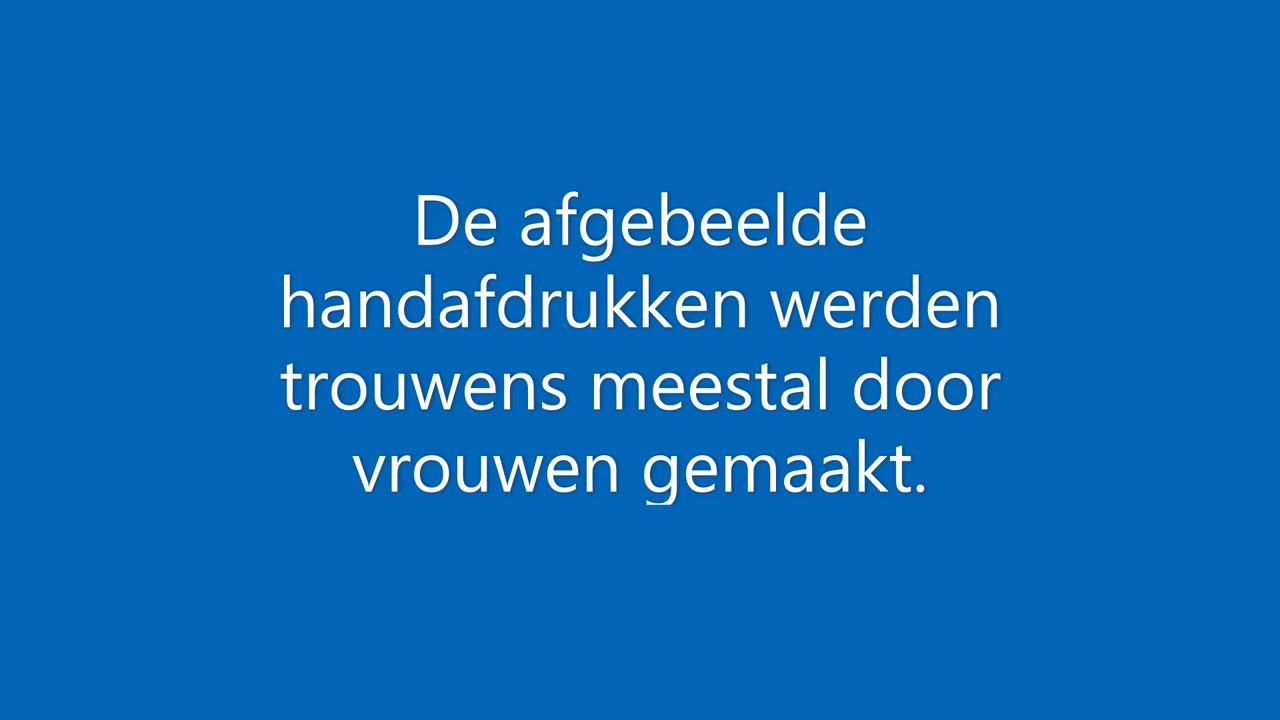 De afgebeelde
handafdrukken werden
trouwens meestal door
vrouwen gemaakt.